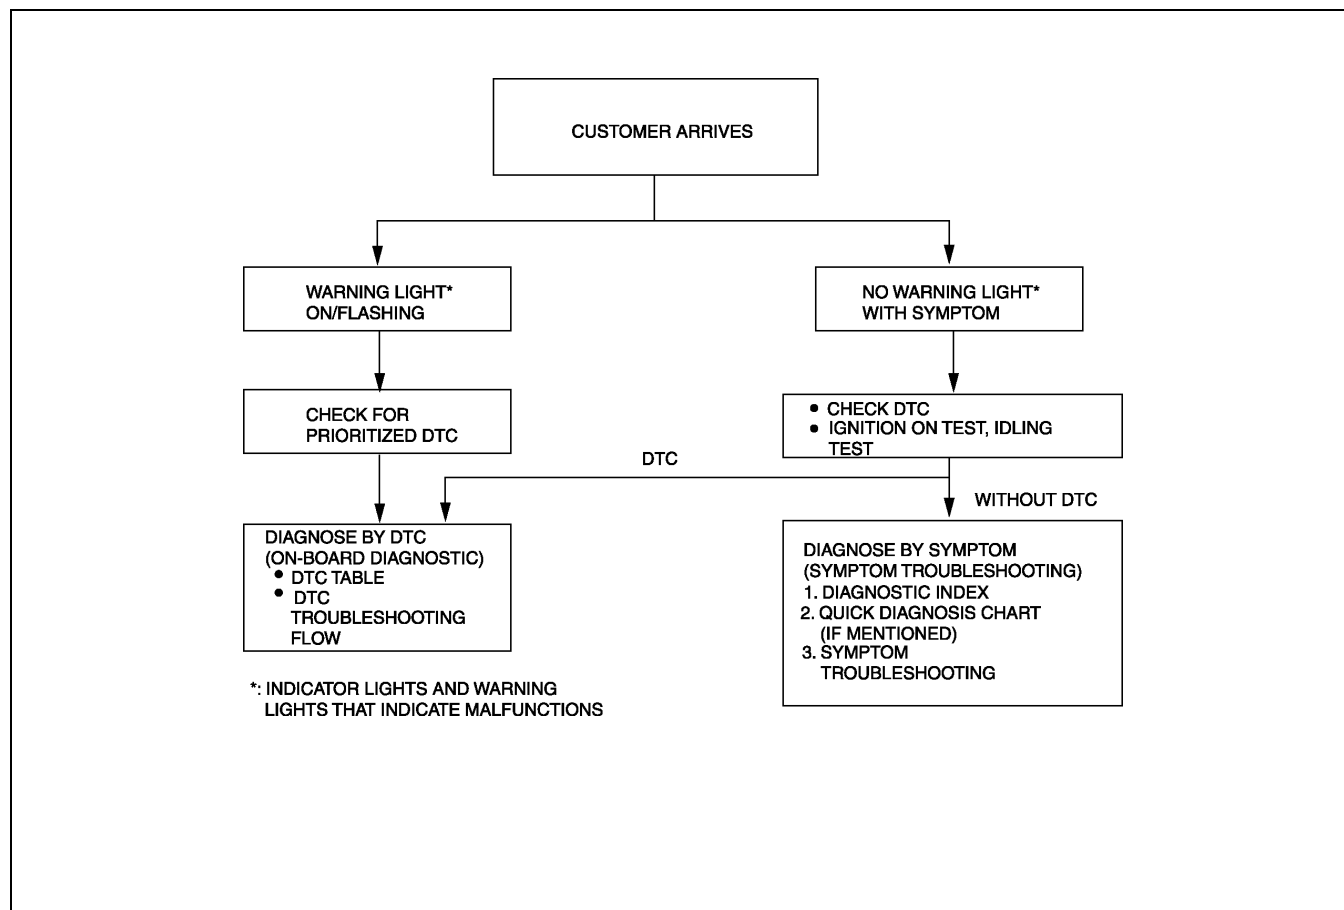 CUSTOMER ARRIVES
WARNING LIGHT*
ON/FLASHING
NO WARNING LIGHT*
WITH SYMPTOM
CHECK FOR
PRIORITIZED DTC
• CHECK DTC
• IGNITION ON TEST, IDLING
TEST
DTC
WITHOUT DTC
DIAGNOSE BY DTC
(ON-BOARD DIAGNOSTIC)
• DTC TABLE
• DTC
TROUBLESHOOTING
FLOW
DIAGNOSE BY SYMPTOM
(SYMPTOM TROUBLESHOOTING)
1. DIAGNOSTIC INDEX
2. QUICK DIAGNOSIS CHART
(IF MENTIONED)
3. SYMPTOM
TROUBLESHOOTING
*: INDICATOR LIGHTS AND WARNING
LIGHTS THAT INDICATE MALFUNCTIONS